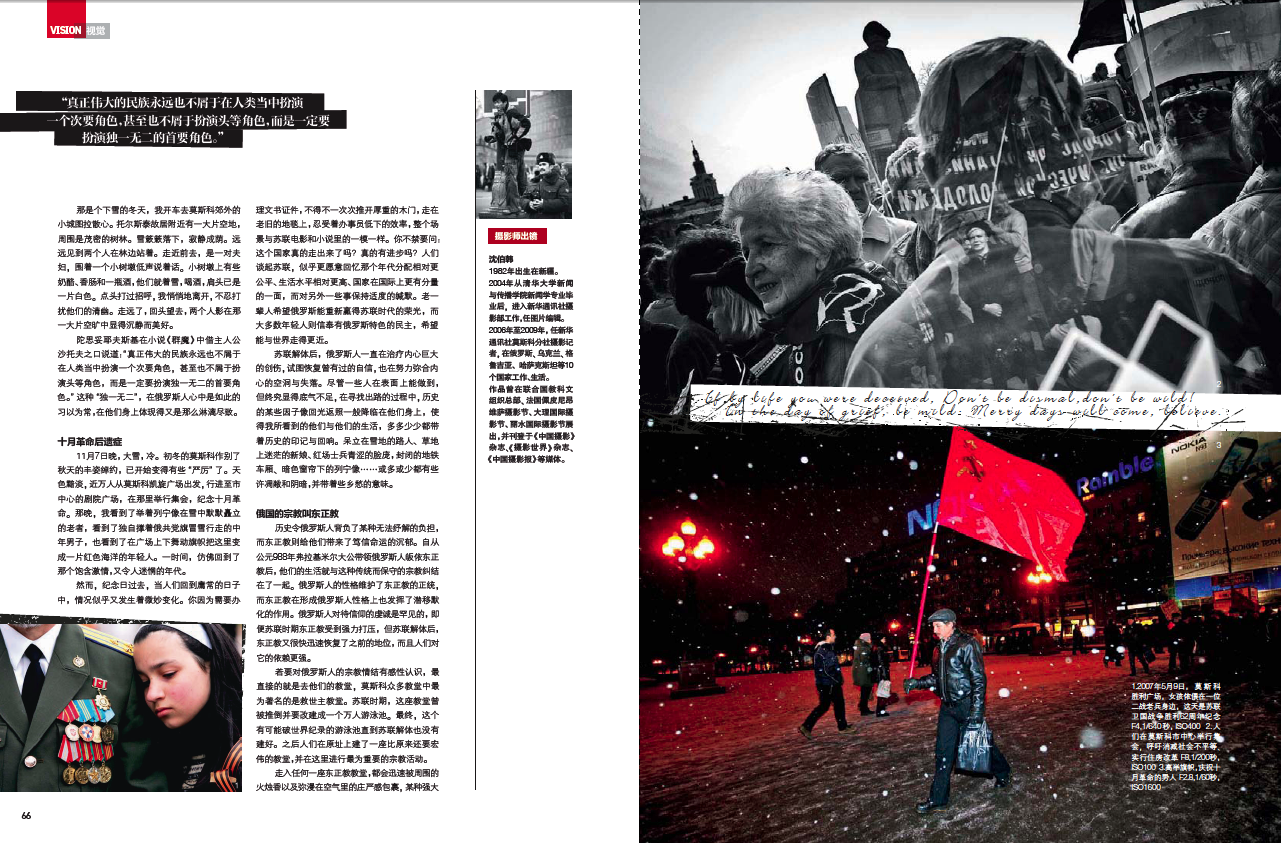 VISION 视觉
“真正伟大的民族永远也不屑于在人类当中扮演
一个次要角色，甚至也不屑于扮演头等角色，而是一定要
扮演独一无二的首要角色。”
那是个下雪的冬天，我开车去莫斯科郊外的
小城图拉散心。托尔斯泰故居附近有一大片空地，
周围是茂密的树林。雪簌簌落下，寂静成荫。远
远见到两个人在林边站着。走近前去，是一对夫
妇，围着一个小树墩低声说着话。小树墩上有些
奶酪、香肠和一瓶酒，他们就着雪，喝酒，肩头已是
一片白色。点头打过招呼，我悄悄地离开，不忍打
扰他们的清幽。走远了，回头望去，两个人影在那
一大片空旷中显得沉静而美好。
陀思妥耶夫斯基在小说《群魔》中借主人公
沙托夫之口说道：“真正伟大的民族永远也不屑于
在人类当中扮演一个次要角色，甚至也不屑于扮
演头等角色，而是一定要扮演独一无二的首要角
色。”这种“独一无二”，在俄罗斯人心中是如此的
习以为常，在他们身上体现得又是那么淋漓尽致。
十月革命后遗症
11月7日晚，大雪，冷。初冬的莫斯科作别了
秋天的丰姿绰约，已开始变得有些“严厉”了。天
色黯淡，近万人从莫斯科凯旋广场出发，行进至市
中心的剧院广场，在那里举行集会，纪念十月革
命。那晚，我看到了举着列宁像在雪中默默矗立
的老者，看到了独自撑着俄共党旗冒雪行走的中
年男子，也看到了在广场上下舞动旗帜把这里变
成一片红色海洋的年轻人。一时间，仿佛回到了
那个饱含激情，又令人迷惘的年代。
然而，纪念日过去，当人们回到庸常的日子
中，情况似乎又发生着微妙变化。你因为需要办
理文书证件，不得不一次次推开厚重的木门，走在
老旧的地毯上，忍受着办事员低下的效率，整个场
景与苏联电影和小说里的一模一样。你不禁要问：
这个国家真的走出来了吗？真的有进步吗？人们
谈起苏联，似乎更愿意回忆那个年代分配相对更
公平、生活水平相对更高、国家在国际上更有分量
的一面，而对另外一些事保持适度的缄默。老一
辈人希望俄罗斯能重新赢得苏联时代的荣光，而
大多数年轻人则信奉有俄罗斯特色的民主，希望
能与世界走得更近。
苏联解体后，俄罗斯人一直在治疗内心巨大
的创伤，试图恢复曾有过的自信，也在努力弥合内
心的空洞与失落。尽管一些人在表面上能做到，
但终究显得底气不足，在寻找出路的过程中，历史
的某些因子像回光返照一般降临在他们身上，使
得我所看到的他们与他们的生活，多多少少都带
着历史的印记与回响。呆立在雪地的路人、草地
上迷茫的新娘、红场士兵青涩的脸庞，封闭的地铁
车厢、暗色窗帘下的列宁像……或多或少都有些
许凋敝和阴暗，并带着些乡愁的意味。
俄国的宗教叫东正教
历史令俄罗斯人背负了某种无法纾解的负担，
而东正教则给他们带来了笃信命运的沉郁。自从
公元988年弗拉基米尔大公带领俄罗斯人皈依东正
教后，他们的生活就与这种传统而保守的宗教纠结
在了一起。俄罗斯人的性格维护了东正教的正统，
而东正教在形成俄罗斯人性格上也发挥了潜移默
化的作用。俄罗斯人对待信仰的虔诚是罕见的，即
便苏联时期东正教受到强力打压，但苏联解体后，
东正教又很快迅速恢复了之前的地位，而且人们对
它的依赖更强。
若要对俄罗斯人的宗教情结有感性认识，最
直接的就是去他们的教堂，莫斯科众多教堂中最
为著名的是救世主教堂。苏联时期，这座教堂曾
被推倒并要改建成一个万人游泳池。最终，这个
有可能破世界纪录的游泳池直到苏联解体也没有
建好。之后人们在原址上建了一座比原来还要宏
伟的教堂，并在这里进行最为重要的宗教活动。
走入任何一座东正教教堂，都会迅速被周围的
火烛香以及弥漫在空气里的庄严感包裹，某种强大
66
摄影师出镜
沈伯韩
1982年出生在新疆。
2004年从清华大学新闻
与传播学院新闻学专业毕
业后，进入新华通讯社摄
影部工作，任图片编辑。
2006年至2009年，任新华
通讯社莫斯科分社摄影记
者，在俄罗斯、乌克兰、格
鲁吉亚、哈萨克斯坦等10
个国家工作、生活。
作品曾在联合国教科文
组织总部、法国佩皮尼昂
维萨摄影节、大理国际摄
影节、丽水国际摄影节展
出，并刊登于《中国摄影》
杂志、《摄影世界》杂志、
《中国摄影报》等媒体。
2
If by life you were deceived, Don't be dismal, don't be wild!
In the day of grief, be mild: Merry days will come, believe.
3
NOKIA
Ramble
1.2007年5月9日，莫斯科
胜利广场，女孩依偎在一位
二战老兵身边，这天是苏联
卫国战争胜利62周年纪念
F4,1/640秒，ISO400 2.人
们在莫斯科市中心举行集
会，呼吁消减社会不平等，
实行住房改革 F8,1/200秒，
ISO100 3.高举旗帜，庆祝十
月革命的男人 F2.8,1/60秒，
ISO1600